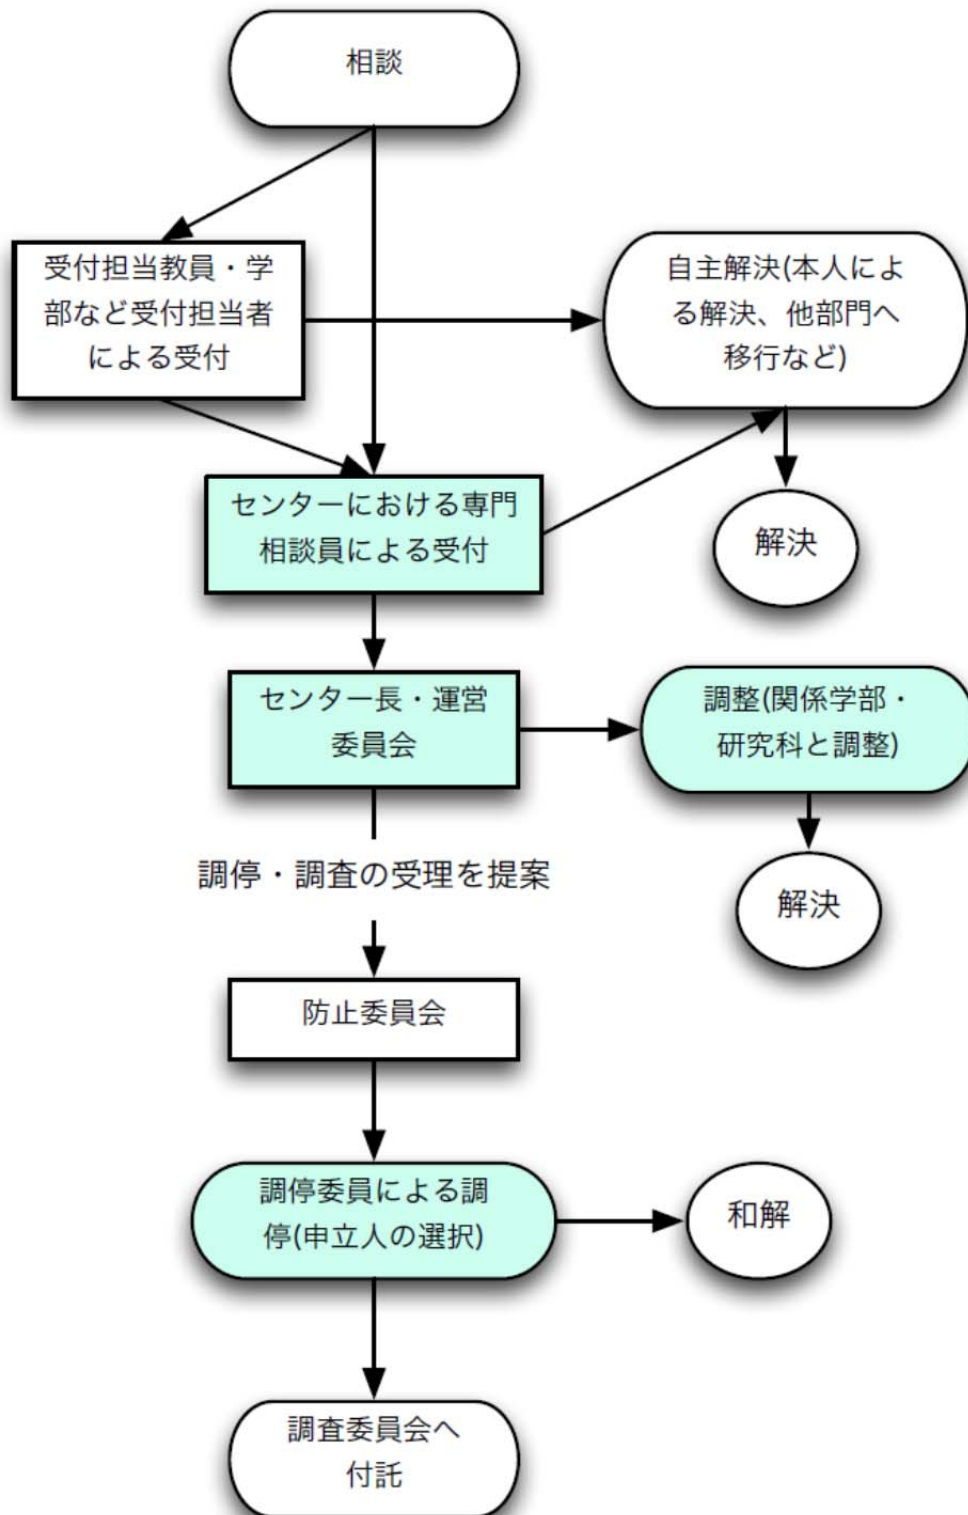 相談
受付担当教員・学
部など受付担当者
による受付
自主解決(本人によ
る解決、他部門へ
移行など)
センターにおける専門
相談員による受付
解決
センター長・運営
委員会
調整(関係学部・
研究科と調整)
調停・調査の受理を提案
解決
防止委員会
調停委員による調
停(申立人の選択)
和解
調査委員会へ
付託